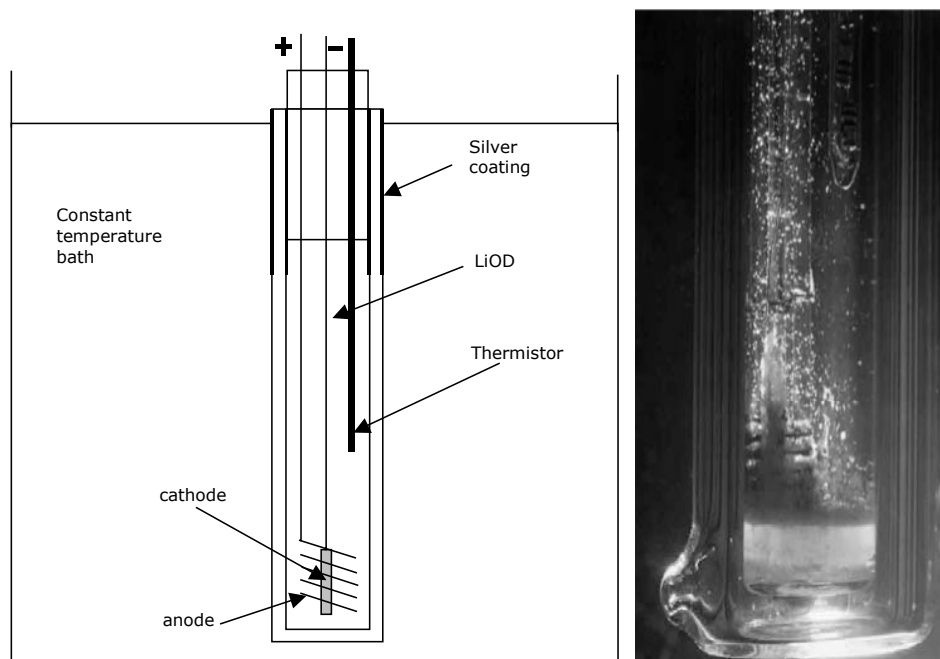 + -
Silver
coating
Constant
temperature
bath
LiOD
Thermistor
cathode
anode